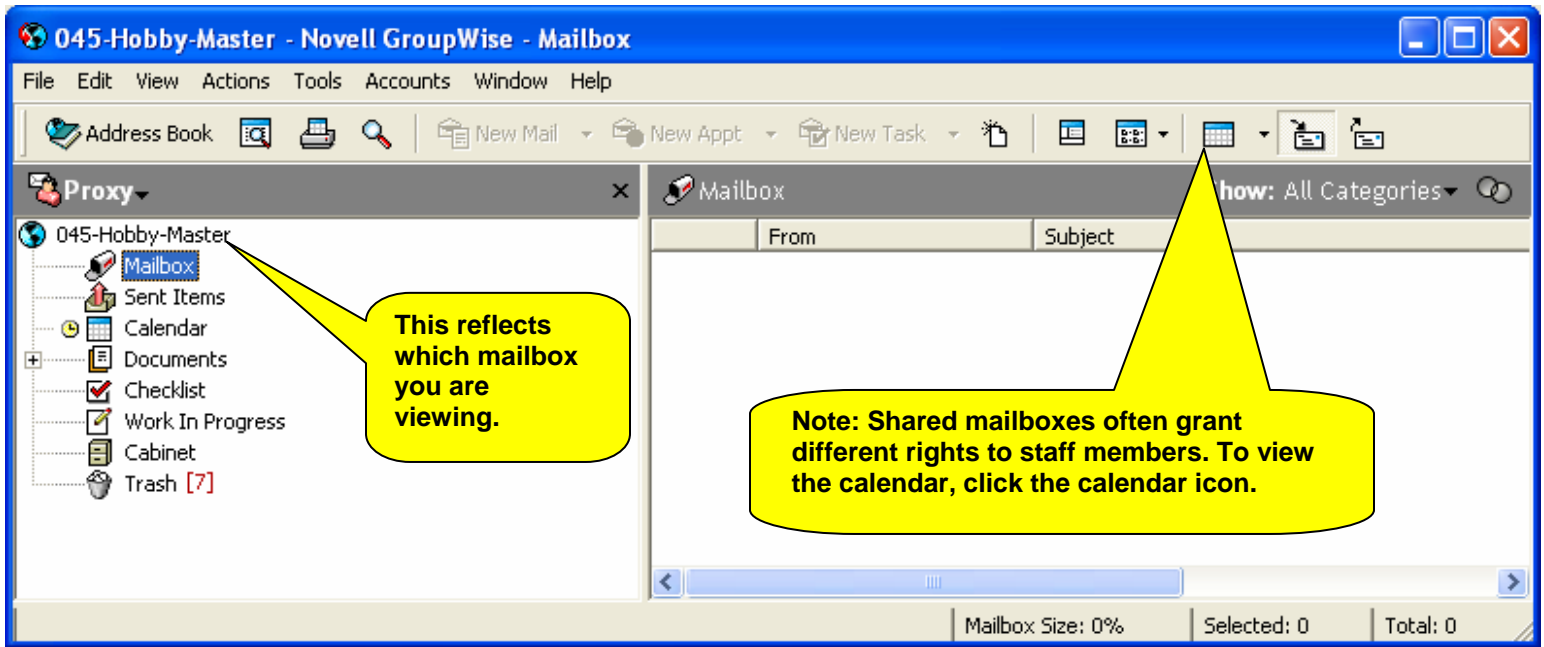 045-Hobby-Master - Novell GroupWise - Mailbox
File Edit View Actions Tools Accounts Window Help
Address Book New Mail New Appt New Task
Proxy
Mailbox how: All Categories
045-Hobby-Master
From Subject
Mailbox
Sent Items
Calendar
Documents
Checklist
Work In Progress
Cabinet
Trash [7]
This reflects
which mailbox
you are
viewing.
Note: Shared mailboxes often grant
different rights to staff members. To view
the calendar, click the calendar icon.
Mailbox Size: 0% Selected: 0 Total: 0